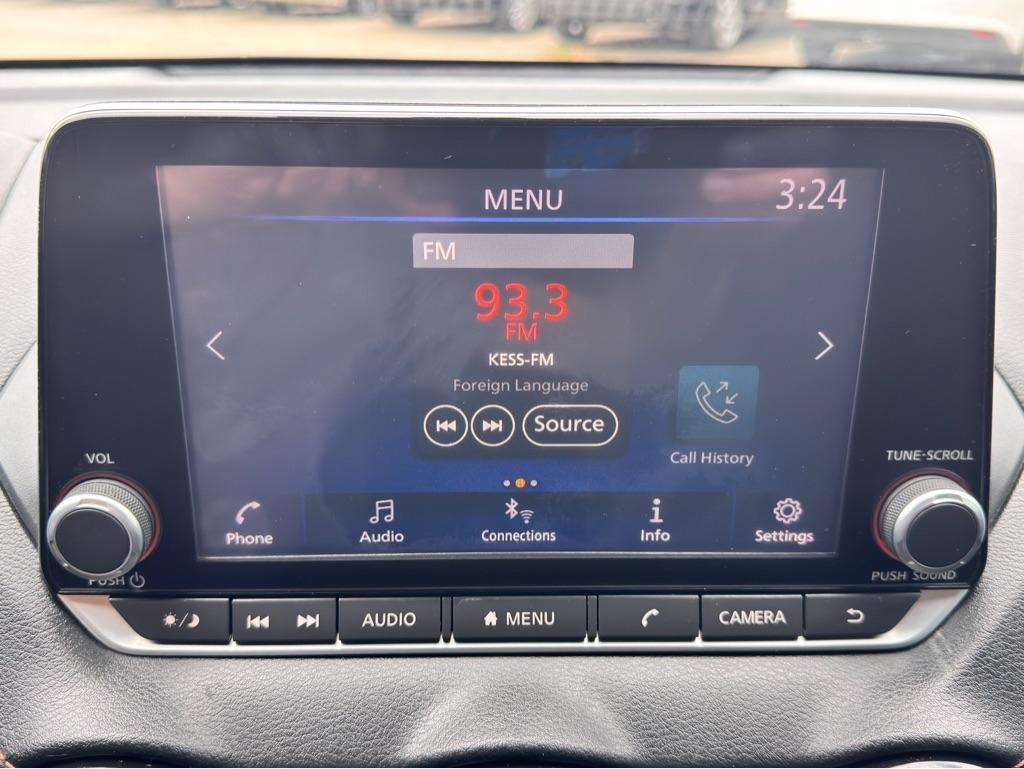 MENU
3:24
FM
93.3
FM
KESS-FM
Foreign Language
Source
Call History
VOL
TUNE·SCROLL
Phone
Audio
Connections
Info
Settings
PUSH
PUSH SOUND
AUDIO
MENU
CAMERA